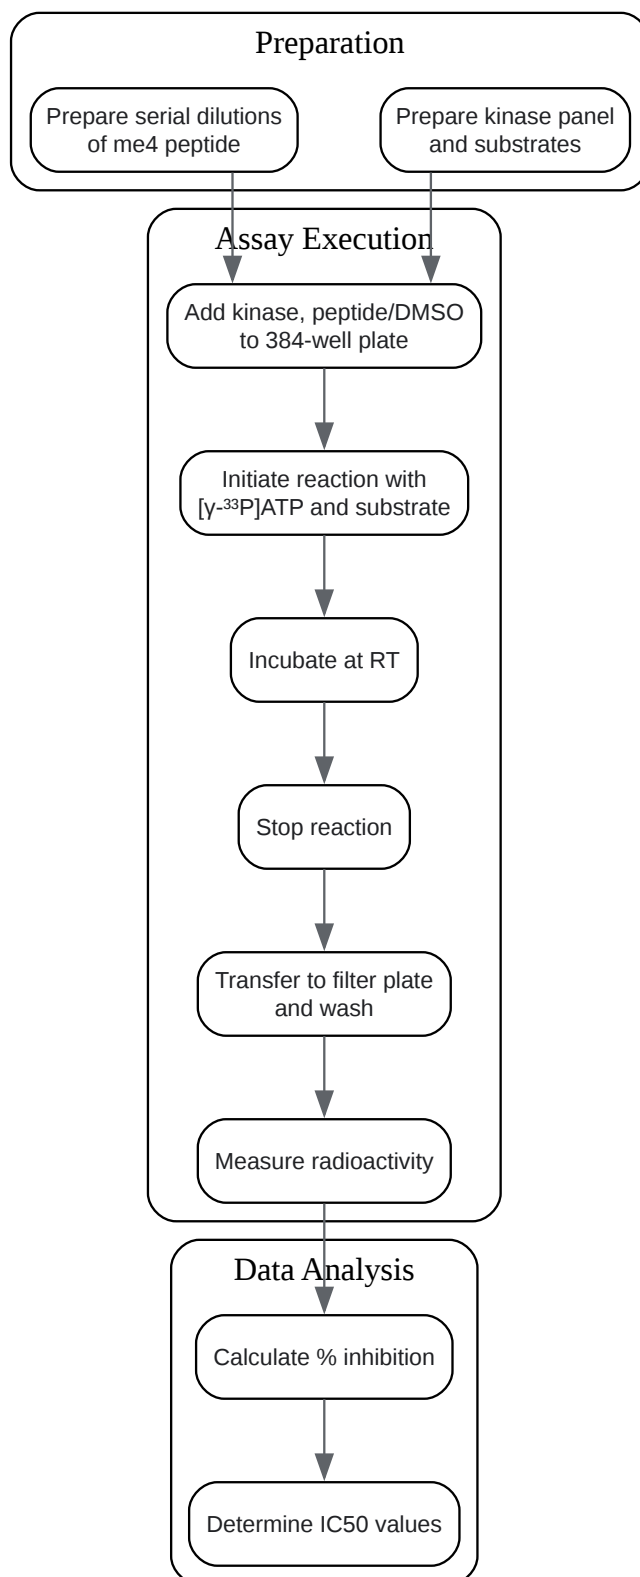 Preparation
Prepare serial dilutions
of me4 peptide
Prepare kinase panel
and substrates
Assay Execution
Add kinase, peptide/DMSO
to 384-well plate
Initiate reaction with
[γ-³³P]ATP and substrate
Incubate at RT
Stop reaction
Transfer to filter plate
and wash
Measure radioactivity
Data Analysis
Calculate % inhibition
Determine IC50 values